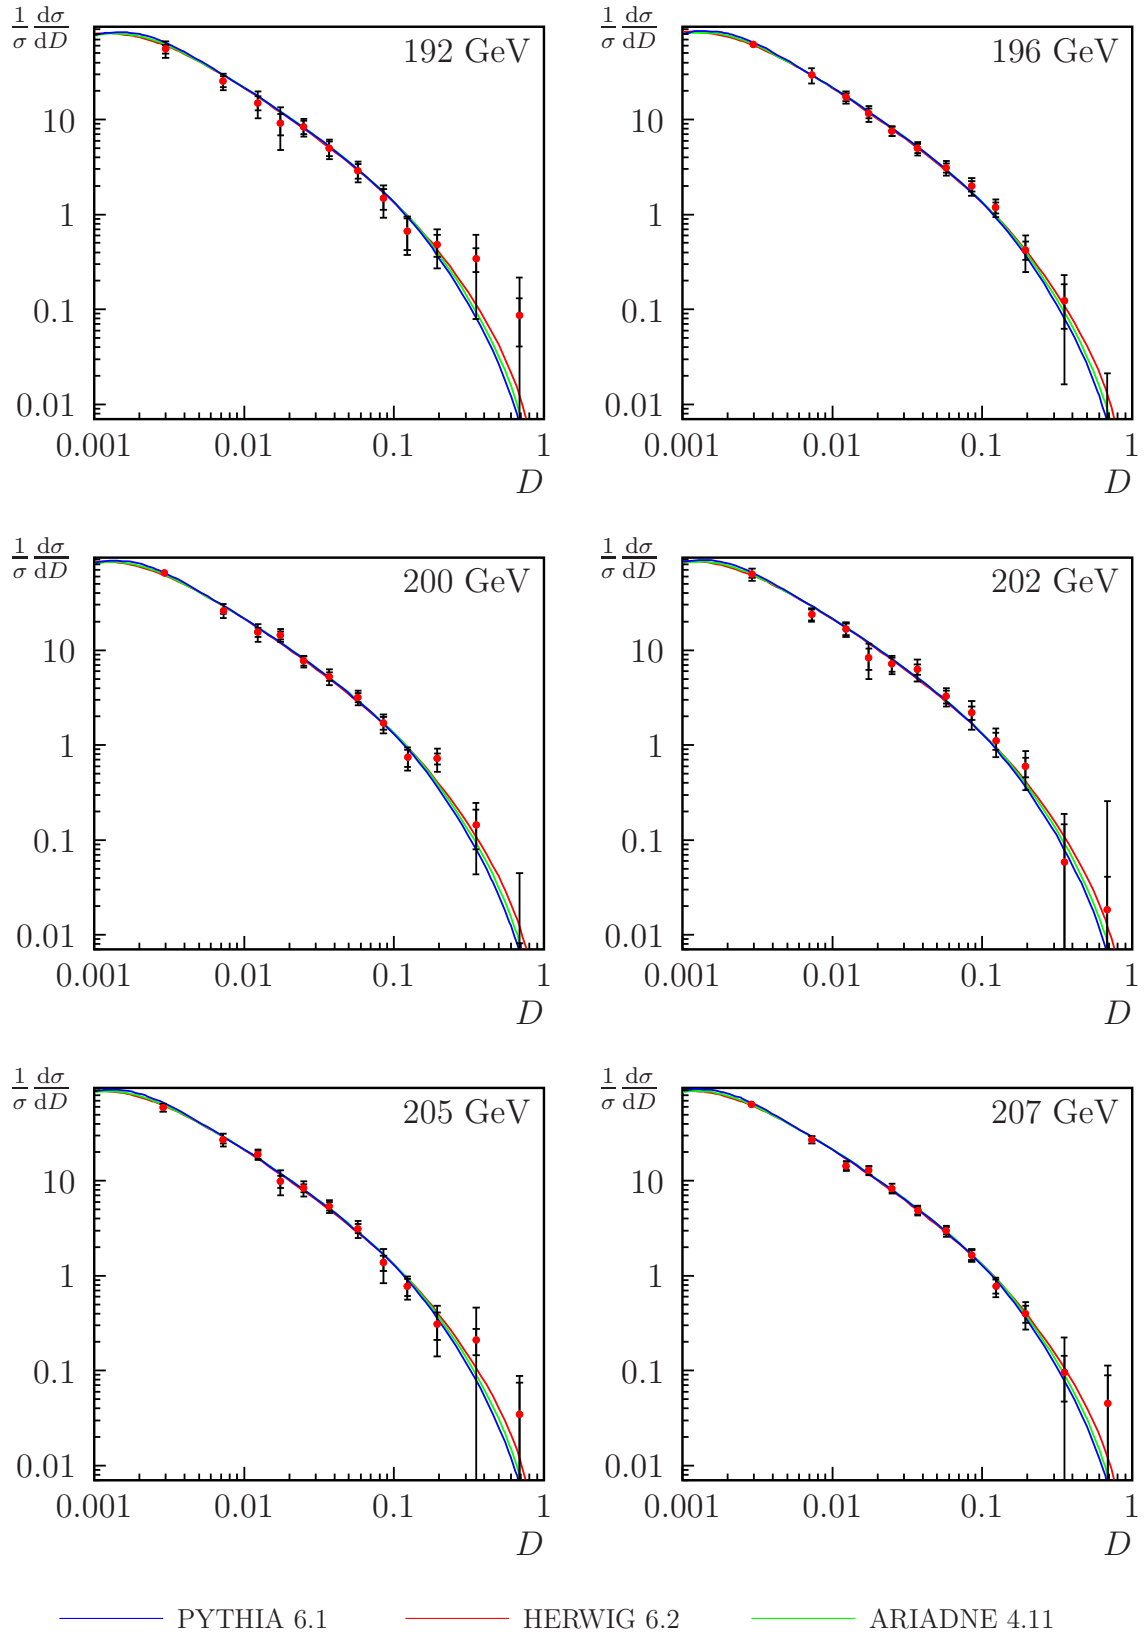 1/σ dσ/dD 192 GeV
10
1
0.1
0.01
0.001 0.01 0.1 1
D
1/σ dσ/dD 196 GeV
10
1
0.1
0.01
0.001 0.01 0.1 1
D
1/σ dσ/dD 200 GeV
10
1
0.1
0.01
0.001 0.01 0.1 1
D
1/σ dσ/dD 202 GeV
10
1
0.1
0.01
0.001 0.01 0.1 1
D
1/σ dσ/dD 205 GeV
10
1
0.1
0.01
0.001 0.01 0.1 1
D
1/σ dσ/dD 207 GeV
10
1
0.1
0.01
0.001 0.01 0.1 1
D
PYTHIA 6.1 HERWIG 6.2 ARIADNE 4.11